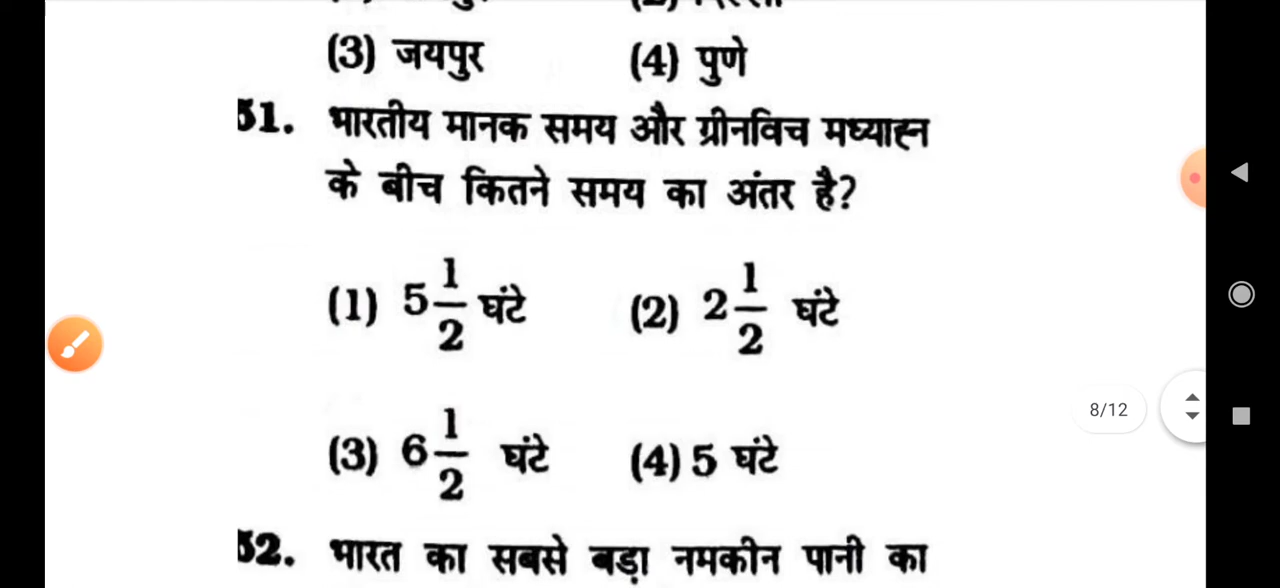 (3) जयपुर (4) पुणे
51. भारतीय मानक समय और ग्रीनविच मध्याह्न
के बीच कितने समय का अंतर है?
(1) 5 1/2 घंटे (2) 2 1/2 घंटे
(3) 6 1/2 घंटे (4) 5 घंटे
8/12
52. भारत का सबसे बड़ा नमकीन पानी का